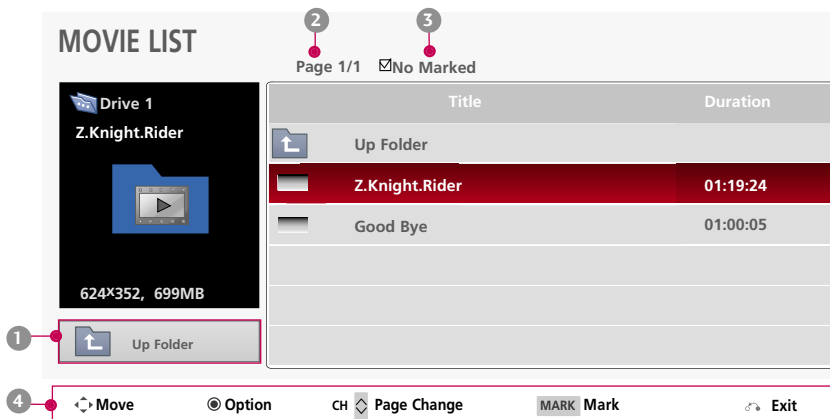 2 3
MOVIE LIST
Page 1/1 No Marked
Drive 1
Z.Knight.Rider
624x352, 699MB
1 Up Folder
Title Duration
Up Folder
Z.Knight.Rider 01:19:24
Good Bye 01:00:05
4 Move Option CH Page Change MARK Mark Exit